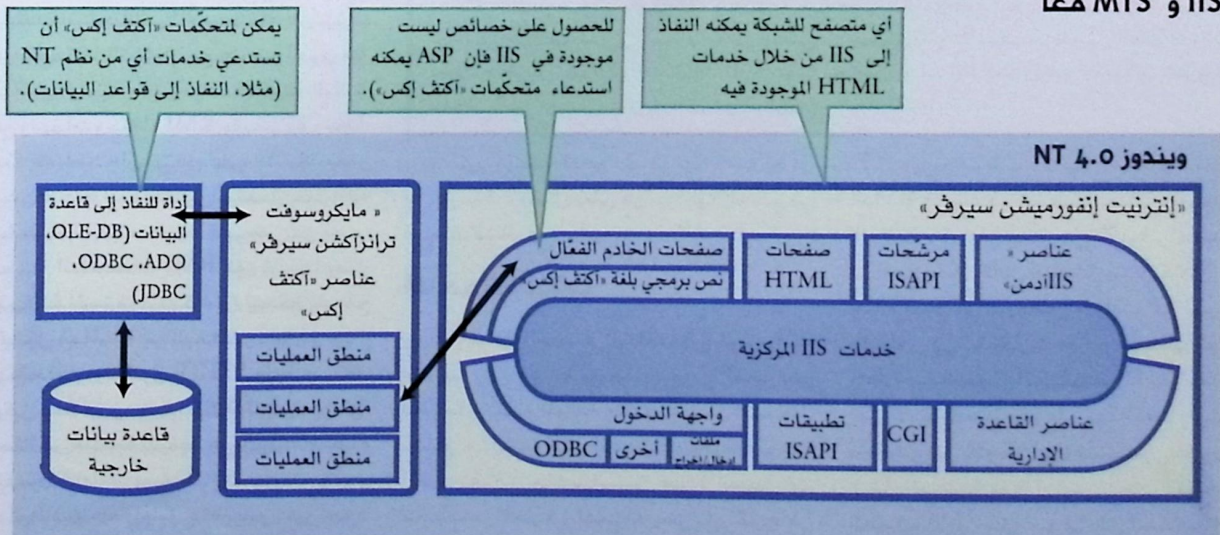 IIS و MTS معاً
أي متصفح للشبكة يمكنه النفاذ
إلى IIS من خلال خدمات
HTML الموجودة فيه
للحصول على خصائص ليست
موجودة في IIS فإن ASP يمكنه
استدعاء متحكّمات «آكتف إكس»).
يمكن لمتحكّمات «آكتف إكس» أن
تستدعي خدمات أي من نظم NT
(مثلا، النفاذ إلى قواعد البيانات).
ويندوز NT 4.0
«إنترنيت إنفورميشن سيرفر»
عناصر «
IISآدمن»
مرشّحات
ISAPI
صفحات
HTML
صفحات الخادم الفعّال
نص برمجي بلغة «آكتف إكس»
خدمات IIS المركزية
عناصر القاعدة
الإدارية
CGI
تطبيقات
ISAPI
واجهة الدخول
ملفات
إدخال/إخراج
أخرى
ODBC
« مايكروسوفت
ترانزآكشن سيرفر»
عناصر «آكتف
إكس»
منطق العمليات
منطق العمليات
منطق العمليات
أداة للنفاذ إلى قاعدة
البيانات (OLE-DB،
ODBC ،ADO،
JDBC)
قاعدة بيانات
خارجية